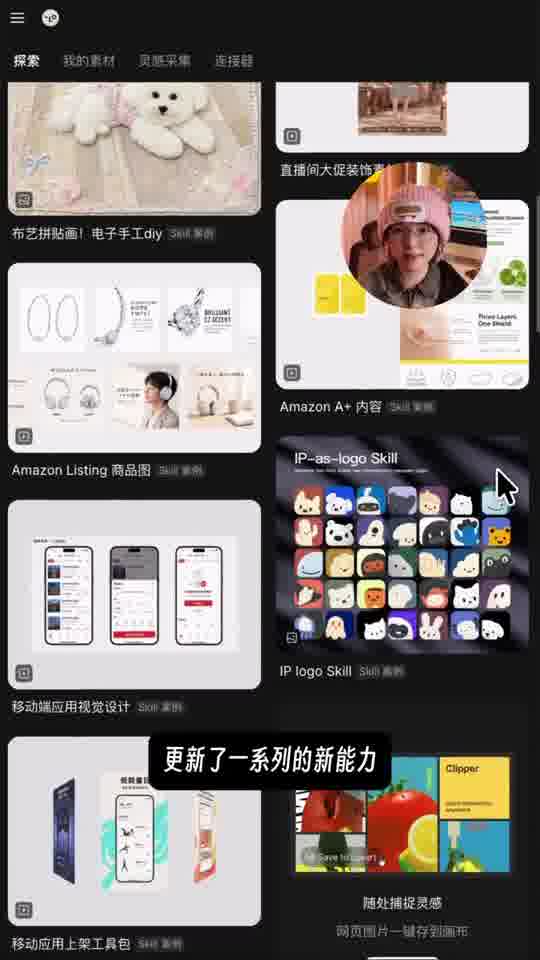 探索
我的素材
灵感采集
连接器
布艺拼贴画！电子手工diy
Skill 案例
直播间大促装饰
BRILLIANT
Three Layers
One Shield
Amazon Listing 商品图
Skill 案例
Amazon A+ 内容
Skill 案例
IP-as-logo Skill
移动端应用视觉设计
Skill 案例
IP logo Skill
Skill 案例
更新了一系列的新能力
Clipper
随处捕捉灵感
网页图片一键存到画布
移动应用上架工具包
Skill 案例